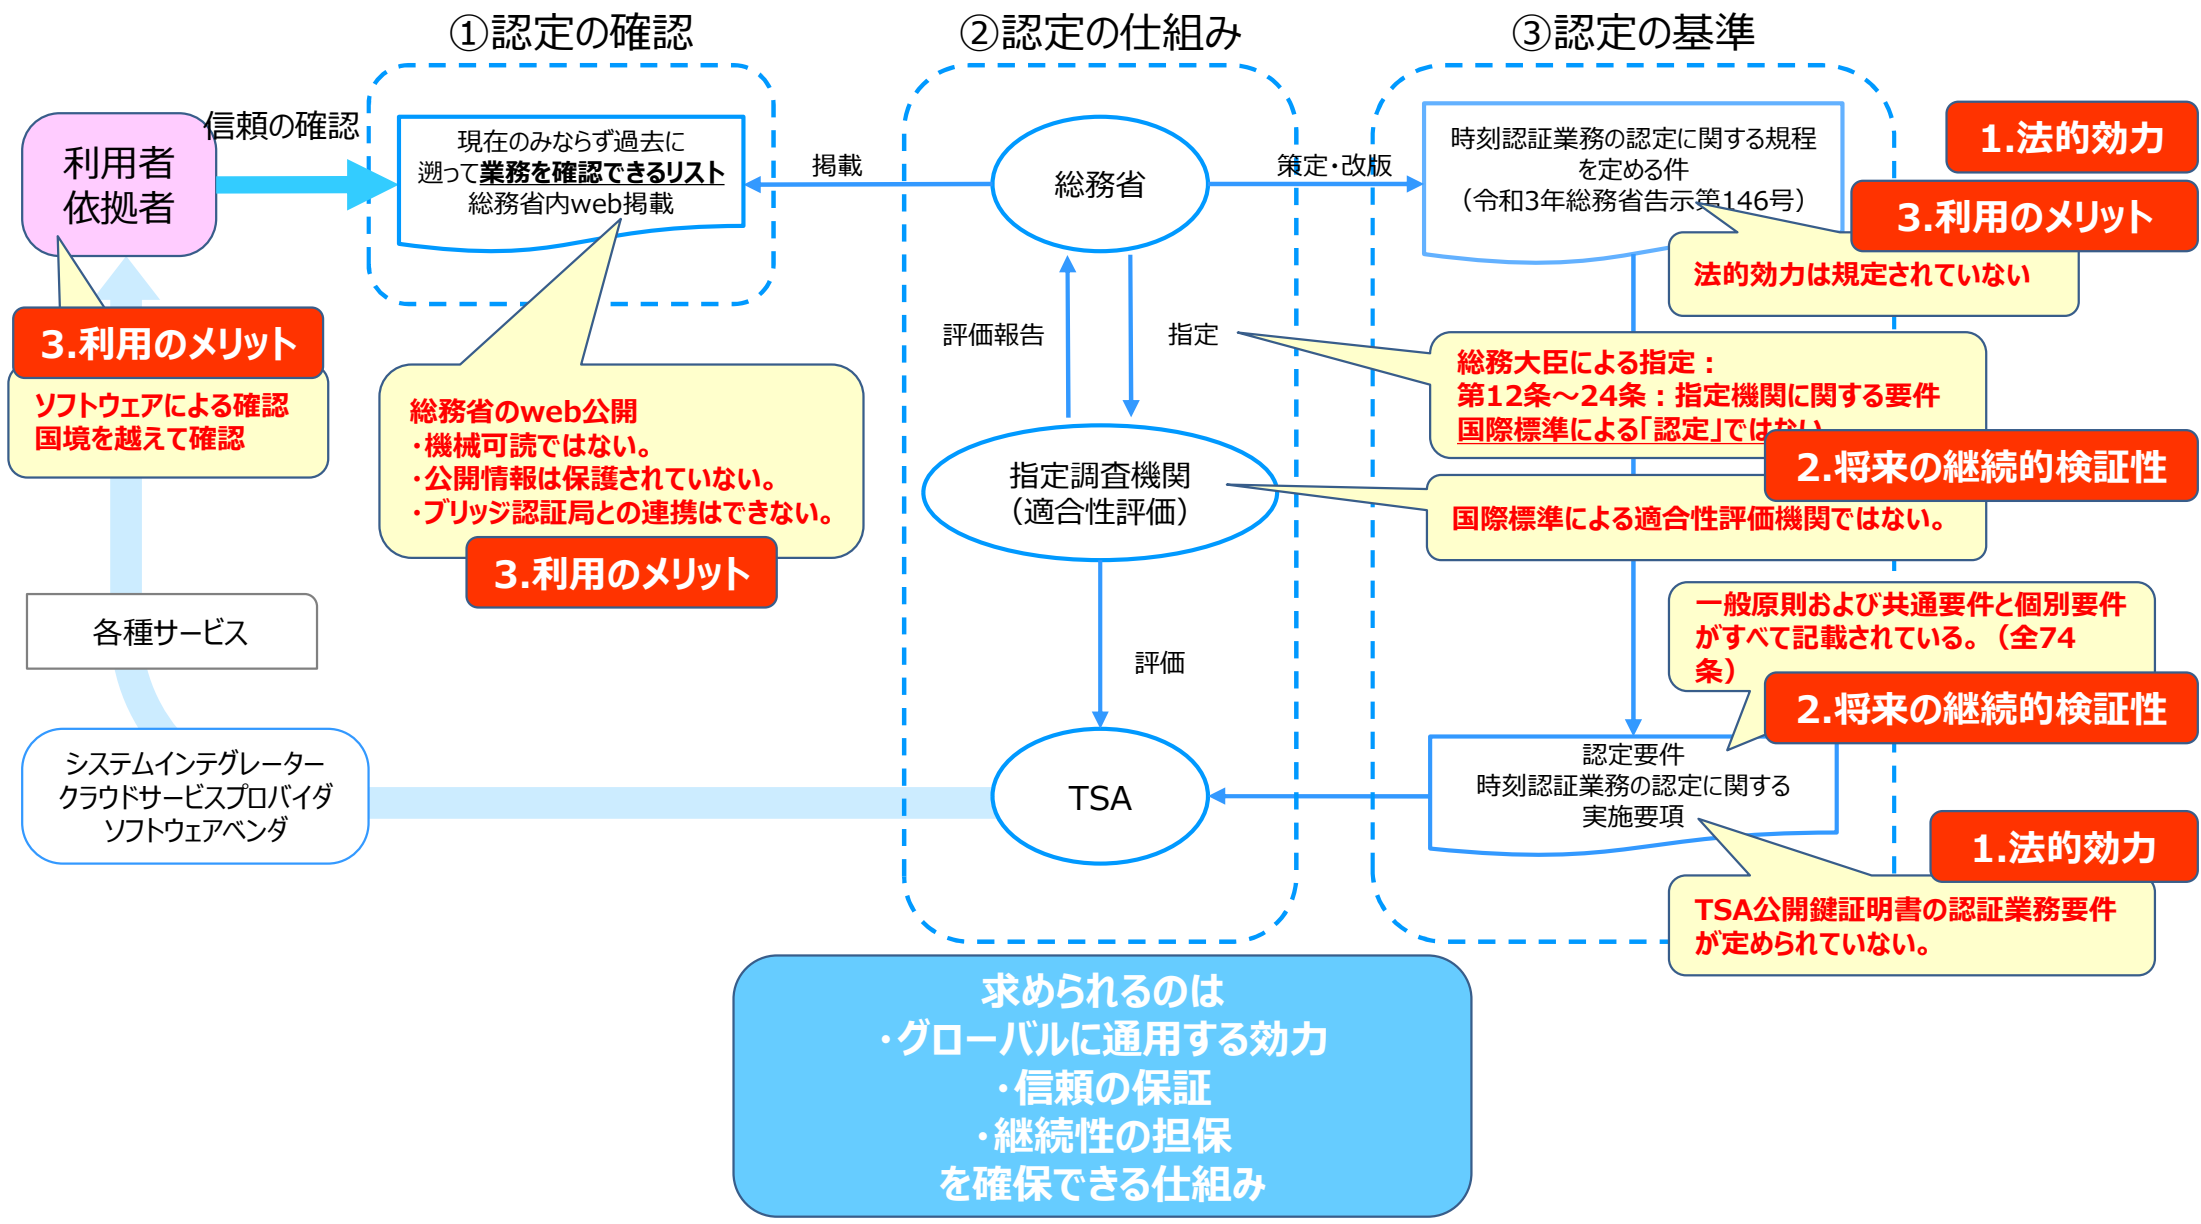 ①認定の確認
②認定の仕組み
③認定の基準
利用者
依拠者
信頼の確認
現在のみならず過去に
遡って業務を確認できるリスト
総務省内web掲載
掲載
総務省
策定・改版
時刻認証業務の認定に関する規程
を定める件
（令和3年総務省告示第146号）
1.法的効力
3.利用のメリット
法的効力は規定されていない
3.利用のメリット
ソフトウェアによる確認
国境を越えて確認
総務省のweb公開
・機械可読ではない。
・公開情報は保護されていない。
・ブリッジ認証局との連携はできない。
3.利用のメリット
評価報告
指定
総務大臣による指定：
第12条～24条：指定機関に関する要件
国際標準による「認定」ではない
2.将来の継続的検証性
指定調査機関
（適合性評価）
国際標準による適合性評価機関ではない。
評価
一般原則および共通要件と個別要件
がすべて記載されている。（全74
条）
2.将来の継続的検証性
各種サービス
システムインテグレーター
クラウドサービスプロバイダ
ソフトウェアベンダ
TSA
認定要件
時刻認証業務の認定に関する
実施要項
1.法的効力
TSA公開鍵証明書の認証業務要件
が定められていない。
求められるのは
・グローバルに通用する効力
・信頼の保証
・継続性の担保
を確保できる仕組み